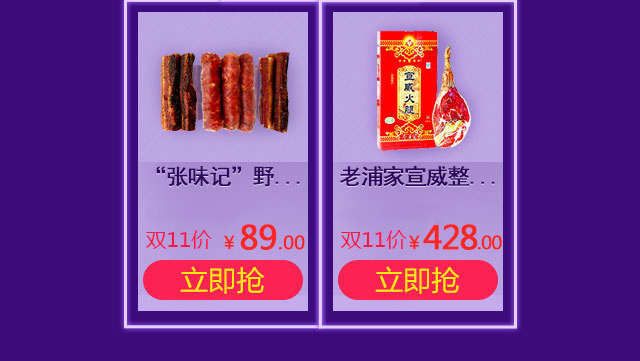 宣威火腿
“张味记”野...
老浦家宣威整...
双11价 ¥89.00
双11价 ¥428.00
立即抢
立即抢